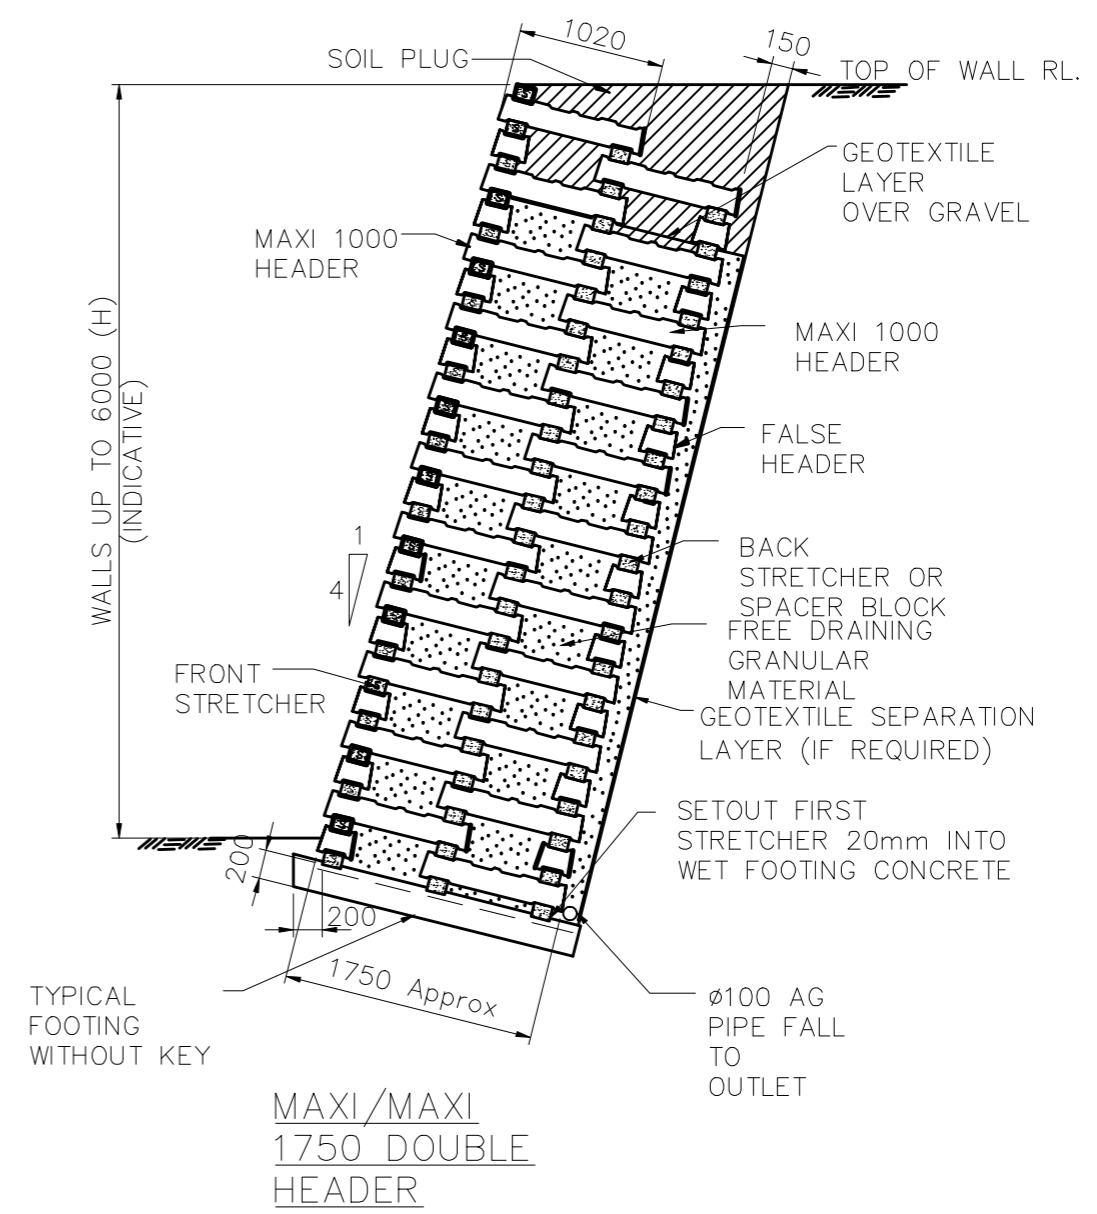 1020
150
SOIL PLUG
TOP OF WALL RL.
GEOTEXTILE
LAYER
OVER GRAVEL
MAXI 1000
HEADER
MAXI 1000
HEADER
WALLS UP TO 6000 (H)
(INDICATIVE)
FALSE
HEADER
1
4
BACK
STRETCHER OR
SPACER BLOCK
FREE DRAINING
GRANULAR
MATERIAL
FRONT
STRETCHER
GEOTEXTILE SEPARATION
LAYER (IF REQUIRED)
SETOUT FIRST
STRETCHER 20mm INTO
WET FOOTING CONCRETE
200
200
1750 Approx
TYPICAL
FOOTING
WITHOUT KEY
ø100 AG
PIPE FALL
TO
OUTLET
MAXI/MAXI
1750 DOUBLE
HEADER